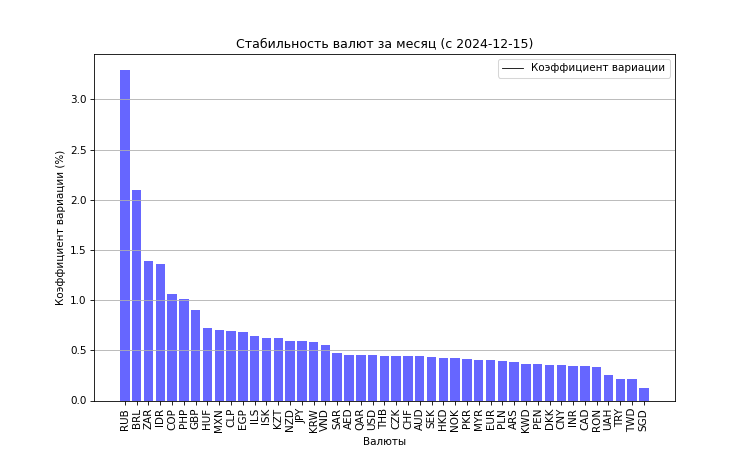 Стабильность валют за месяц (с 2024-12-15)
Коэффициент вариации
Коэффициент вариации (%)
3.0
2.5
2.0
1.5
1.0
0.5
0.0
RUB BRL ZAR IDR COP PHP GBP HUF MXN CLP EGP ILS ISK KZT NZD JPY KRW VND SAR AED QAR USD THB CZK CHF AUD SEK HKD NOK PKR MYR EUR PLN ARS KWD PEN DKK CNY INR CAD RON UAH TRY TWD SGD
Валюты